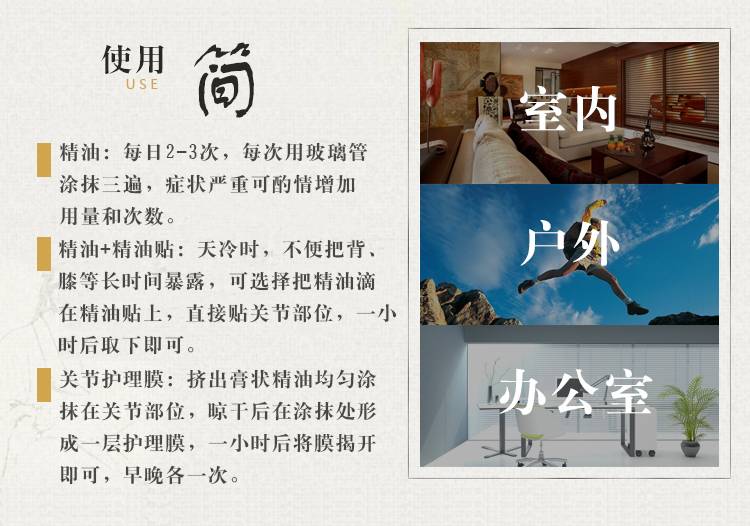 使用
USE
简
精油：每日2-3次，每次用玻璃管
涂抹三遍，症状严重可酌情增加
用量和次数。
精油+精油贴：天冷时，不便把背、
膝等长时间暴露，可选择把精油滴
在精油贴上，直接贴关节部位，一小
时后取下即可。
关节护理膜：挤出膏状精油均匀涂
抹在关节部位，晾干后在涂抹处形
成一层护理膜，一小时后将膜揭开
即可，早晚各一次。
室内
户外
办公室